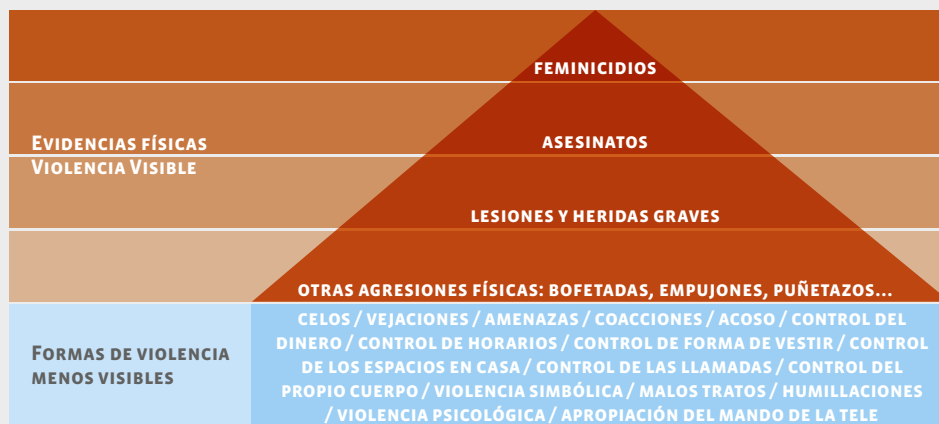 FEMINICIDIOS
EVIDENCIAS FÍSICAS
VIOLENCIA VISIBLE
ASESINATOS
LESIONES Y HERIDAS GRAVES
OTRAS AGRESIONES FÍSICAS: BOFETADAS, EMPUJONES, PUÑETAZOS...
FORMAS DE VIOLENCIA
MENOS VISIBLES
CELOS / VEJACIONES / AMENAZAS / COACCIONES / ACOSO / CONTROL DEL
DINERO / CONTROL DE HORARIOS / CONTROL DE FORMA DE VESTIR / CONTROL
DE LOS ESPACIOS EN CASA / CONTROL DE LAS LLAMADAS / CONTROL DEL
PROPIO CUERPO / VIOLENCIA SIMBÓLICA / MALOS TRATOS / HUMILLACIONES
/ VIOLENCIA PSICOLÓGICA / APROPIACIÓN DEL MANDO DE LA TELE